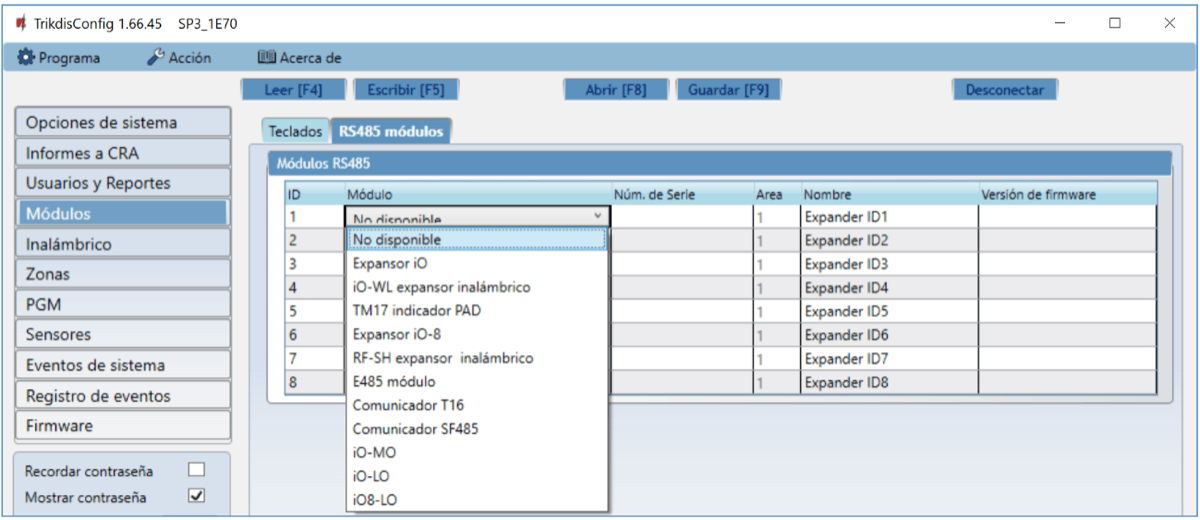 TrikdisConfig 1.66.45 SP3_1E70
Programa Acción Acerca de
Leer [F4] Escribir [F5] Abrir [F8] Guardar [F9] Desconectar
Opciones de sistema
Informes a CRA
Usuarios y Reportes
Módulos
Inalámbrico
Zonas
PGM
Sensores
Eventos de sistema
Registro de eventos
Firmware
Recordar contraseña
Mostrar contraseña
Teclados RS485 módulos
Módulos RS485
ID Módulo Núm. de Serie Area Nombre Versión de firmware
1 No disponible 1 Expander ID1
2 No disponible 1 Expander ID2
3 Expansor iO 1 Expander ID3
4 iO-WL expansor inalámbrico 1 Expander ID4
5 TM17 indicador PAD 1 Expander ID5
6 Expansor iO-8 1 Expander ID6
7 RF-SH expansor inalámbrico 1 Expander ID7
8 E485 módulo 1 Expander ID8
Comunicador T16
Comunicador SF485
iO-MO
iO-LO
iO8-LO